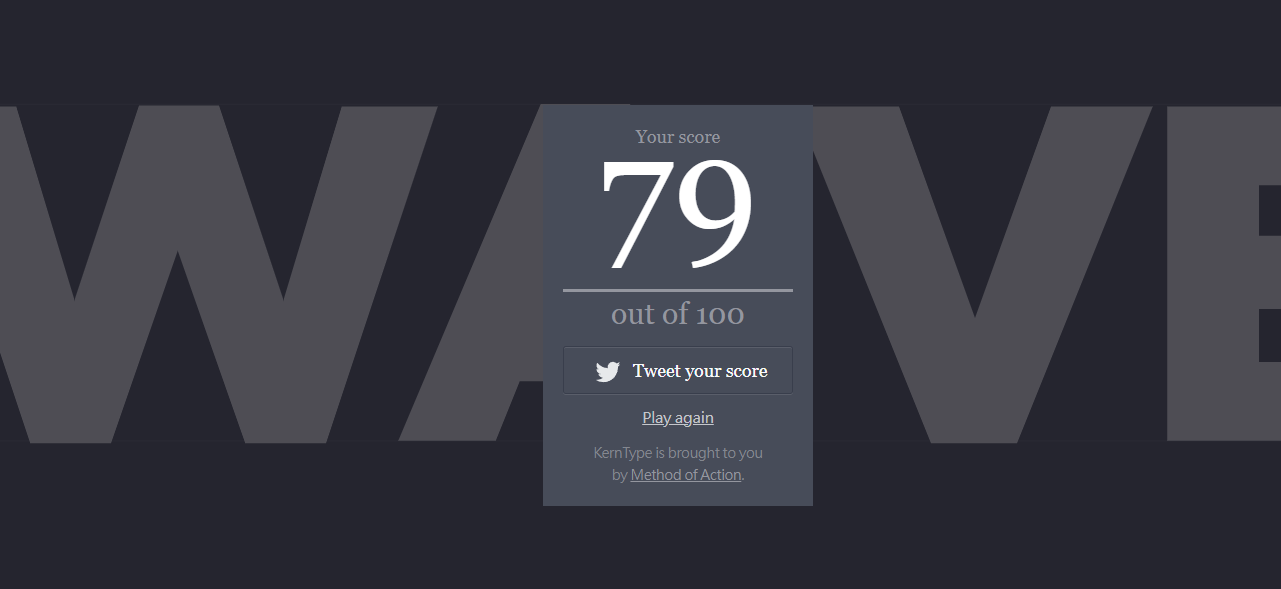 WAVE
Your score
79
out of 100
Tweet your score
Play again
KernType is brought to you
by Method of Action.